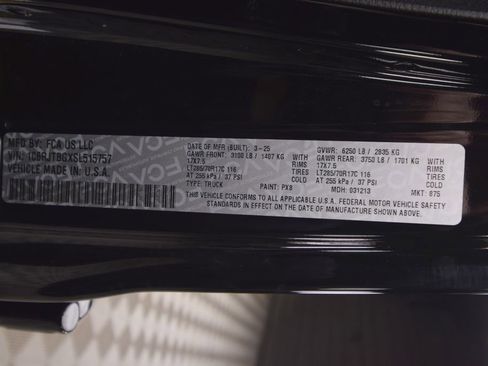 MFD BY: FCA US LLC
VIN: 1C6RJTBGXSL515757
VEHICLE MADE IN: U.S.A.
DATE OF MFR(BUILT): 3-25
GVWR: 6250 LB / 2835 KG
GAWR FRONT: 3100 LB / 1407 KG WITH
GAWR REAR: 3750 LB / 1701 KG WITH
17X7.5 RIMS
17X7.5 RIMS
LT285/70R17C 116 TIRES
LT285/70R17C 116 TIRES
AT 255 kPa / 37 PSI COLD
AT 255 kPa / 37 PSI COLD
TYPE: TRUCK
PAINT: PX8
MDH: 031213
MKT: 875
THIS VEHICLE CONFORMS TO ALL APPLICABLE U.S.A. FEDERAL MOTOR VEHICLE SAFETY
STANDARDS IN EFFECT ON THE DATE OF MANUFACTURE SHOWN ABOVE.